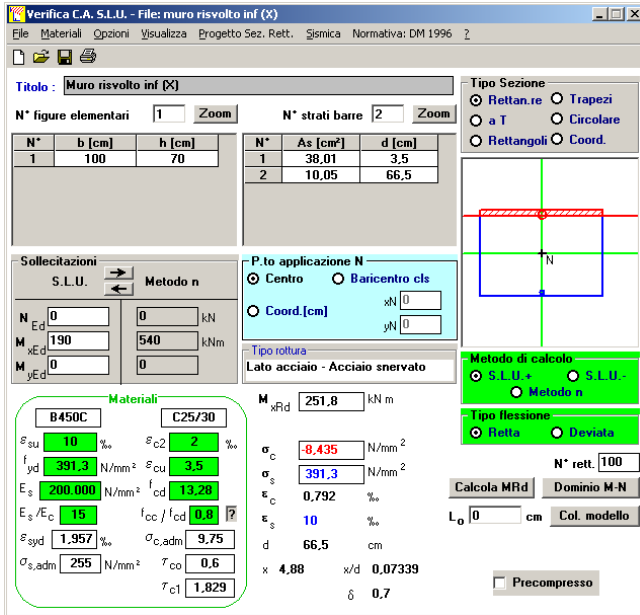 Verifica C.A. S.L.U. - File: muro risvolto inf (X)
File Materiali Opzioni Visualizza Progetto Sez. Rett. Sismica Normativa: DM 1996 ?
Titolo : Muro risvolto inf (X)
N° figure elementari 1 Zoom N° strati barre 2 Zoom
N° b [cm] h [cm]
1 100 70
N° As [cm²] d [cm]
1 38,01 3,5
2 10,05 66,5
Tipo Sezione
Rettan.re Trapezi
a T Circolare
Rettangoli Coord.
N
Sollecitazioni
S.L.U. Metodo n
N Ed 0 0 kN
M xEd 190 540 kNm
M yEd 0 0
P.to applicazione N
Centro Baricentro cls
Coord.[cm] xN 0
yN 0
Tipo rottura
Lato acciaio - Acciaio snervato
Metodo di calcolo
S.L.U.+ S.L.U.-
Metodo n
Tipo flessione
Retta Deviata
Materiali
B450C C25/30
εsu 10 ‰ εc2 2 ‰
fyd 391,3 N/mm² εcu 3,5
Es 200.000 N/mm² fcd 13,28
Es /Ec 15 fcc / fcd 0,8 ?
εsyd 1,957 ‰ σc,adm 9,75
σs,adm 255 N/mm² τco 0,6
τc1 1,829
M xRd 251,8 kN m
σc -8,435 N/mm²
σs 391,3 N/mm²
εc 0,792 ‰
εs 10 ‰
d 66,5 cm
x 4,88 x/d 0,07339
δ 0,7
N° rett. 100
Calcola MRd Dominio M-N
Lo 0 cm Col. modello
Precompresso